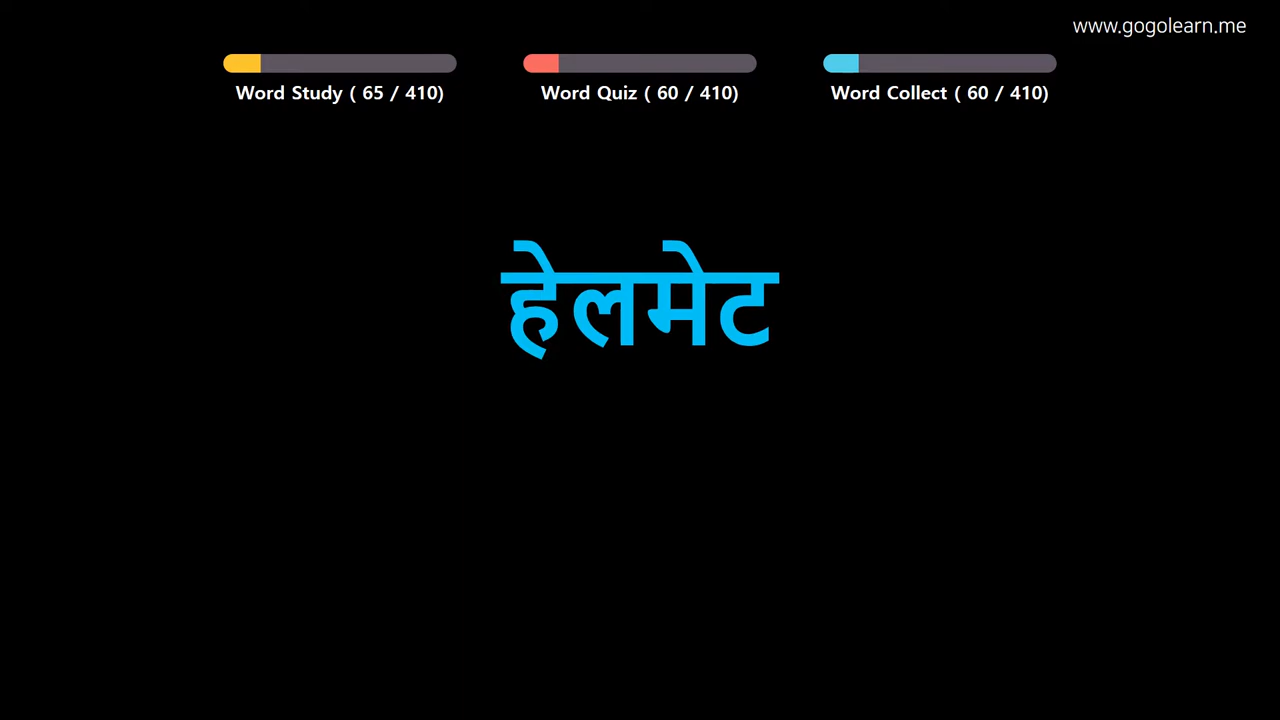 www.gogolearn.me
Word Study ( 65 / 410)
Word Quiz ( 60 / 410)
Word Collect ( 60 / 410)
हेलमेट